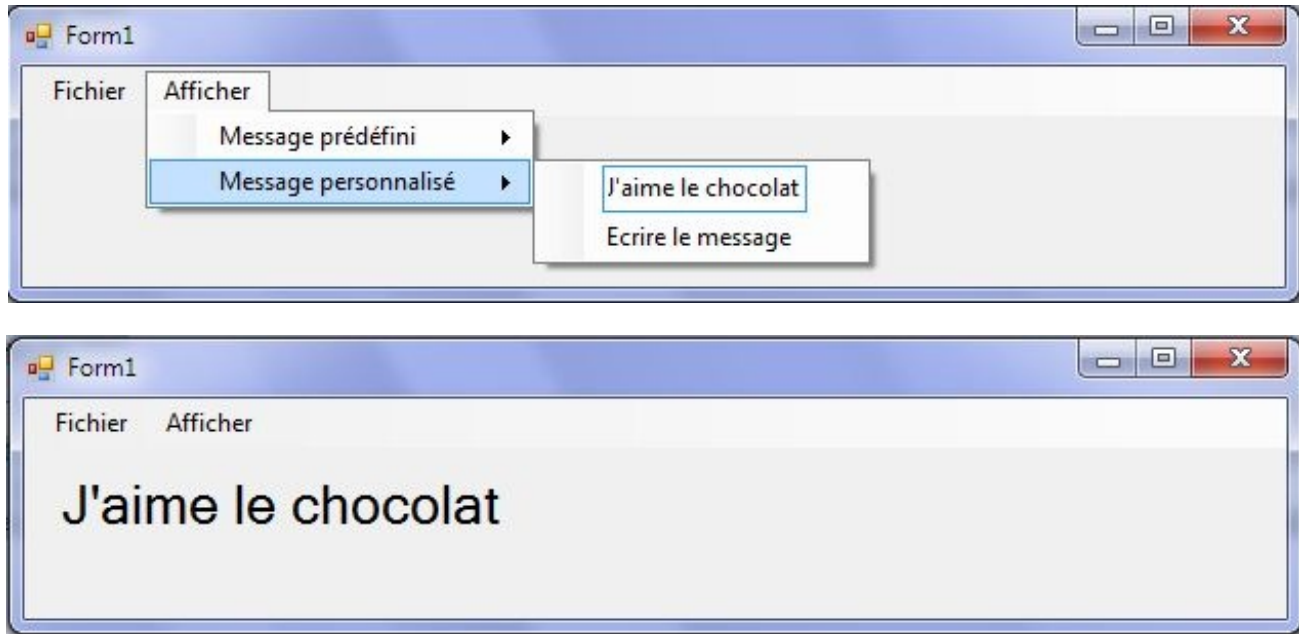 Form1
Fichier Afficher
Message prédéfini
Message personnalisé
J'aime le chocolat
Ecrire le message
Form1
Fichier Afficher
J'aime le chocolat